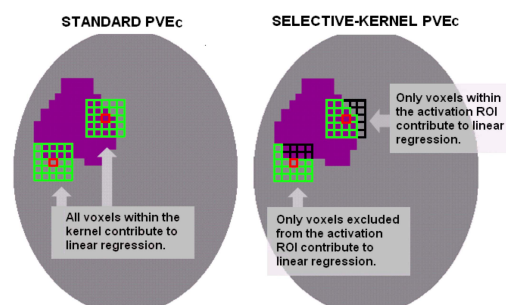 STANDARD PVEc
SELECTIVE-KERNEL PVEc
All voxels within the
kernel contribute to
linear regression.
Only voxels within
the activation ROI
contribute to linear
regression.
Only voxels excluded
from the activation
ROI contribute to
linear regression.